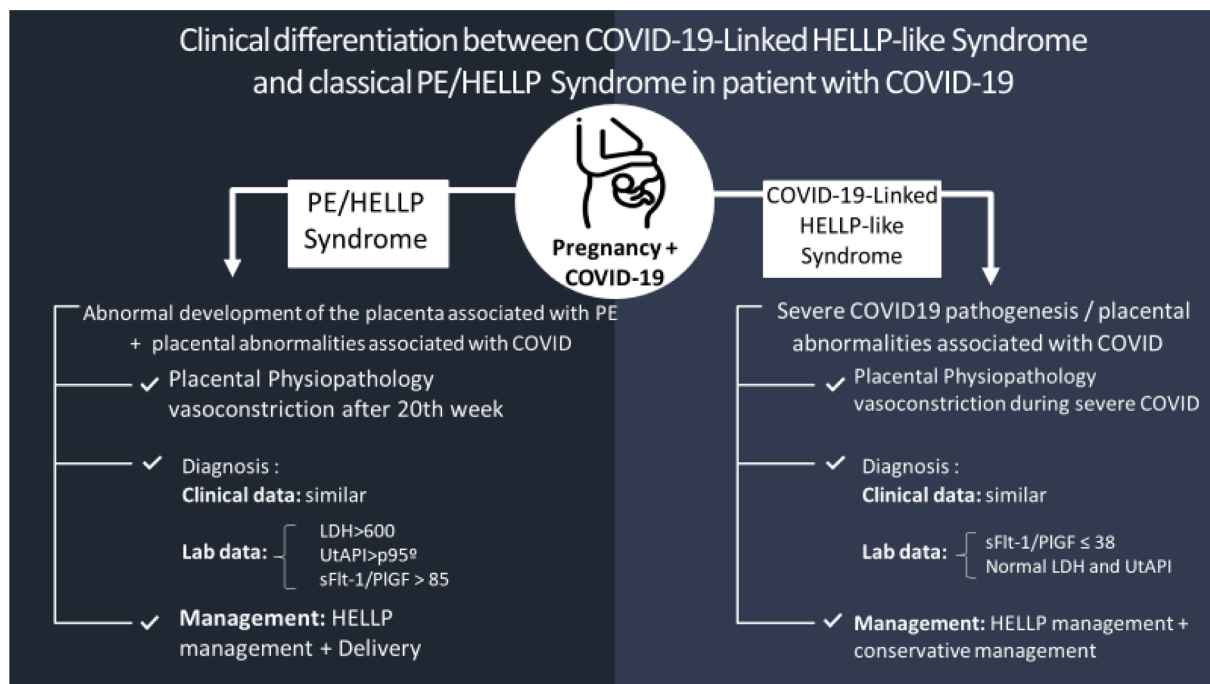 Clinical differentiation between COVID-19-Linked HELLP-like Syndrome
and classical PE/HELLP Syndrome in patient with COVID-19
PE/HELLP
Syndrome
Pregnancy +
COVID-19
COVID-19-Linked
HELLP-like
Syndrome
Abnormal development of the placenta associated with PE
+ placental abnormalities associated with COVID
Placental Physiopathology
vasoconstriction after 20th week
Diagnosis :
Clinical data: similar
Lab data:
LDH>600
UtAPI>p95º
sFlt-1/PlGF > 85
Management: HELLP
management + Delivery
Severe COVID19 pathogenesis / placental
abnormalities associated with COVID
Placental Physiopathology
vasoconstriction during severe COVID
Diagnosis :
Clinical data: similar
Lab data:
sFlt-1/PlGF ≤ 38
Normal LDH and UtAPI
Management: HELLP management +
conservative management